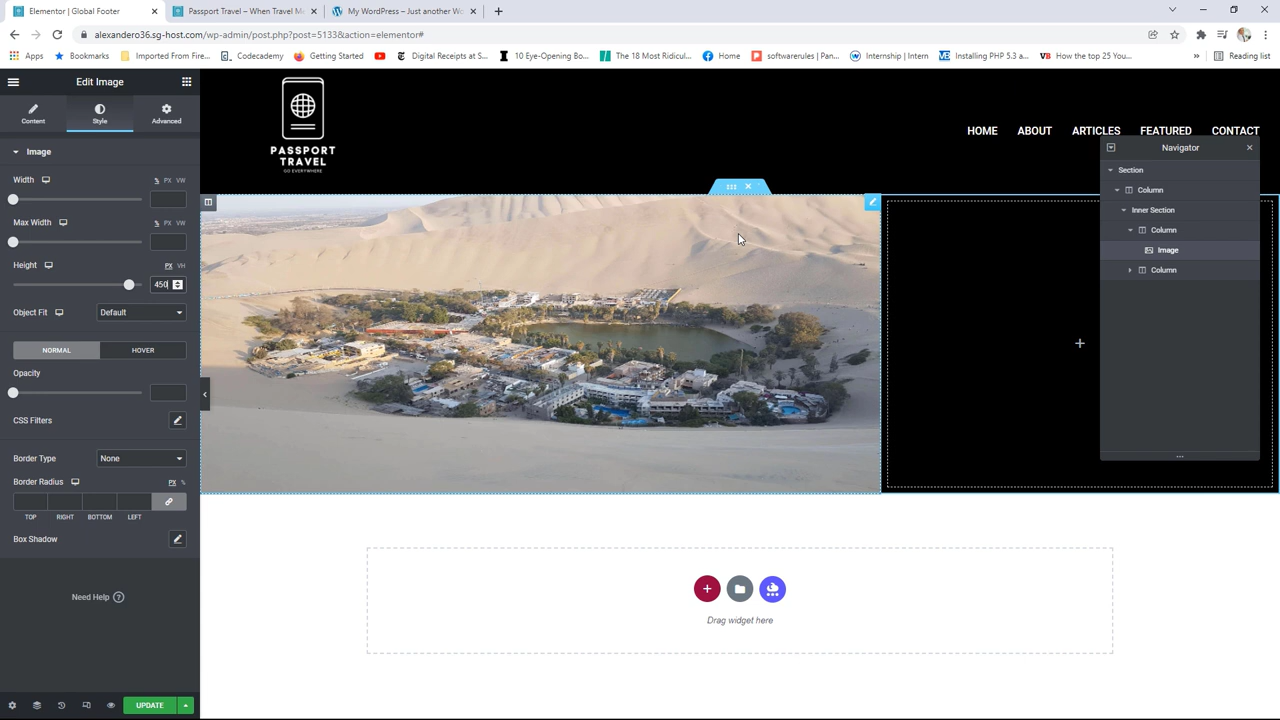 Elementor | Global Footer
Passport Travel – When Travel Me
My WordPress – Just another Wo
alexandero36.sg-host.com/wp-admin/post.php?post=5133&action=elementor#
Apps
Bookmarks
Imported From Fire...
Codecademy
Getting Started
Digital Receipts at S...
10 Eye-Opening Bo...
The 18 Most Ridicul...
Home
softwarerules | Pan...
Internship | Intern
Installing PHP 5.3 a...
How the top 25 You...
»
Reading list
Edit Image
Content
Style
Advanced
Image
Width
% PX VW
Max Width
% PX VW
Height
PX VH
450
Object Fit
Default
NORMAL
HOVER
Opacity
CSS Filters
Border Type
None
Border Radius
PX %
TOP RIGHT BOTTOM LEFT
Box Shadow
Need Help
UPDATE
PASSPORT
TRAVEL
GO EVERYWHERE
HOME ABOUT ARTICLES FEATURED CONTACT
Navigator
Section
Column
Inner Section
Column
Image
Column
Drag widget here